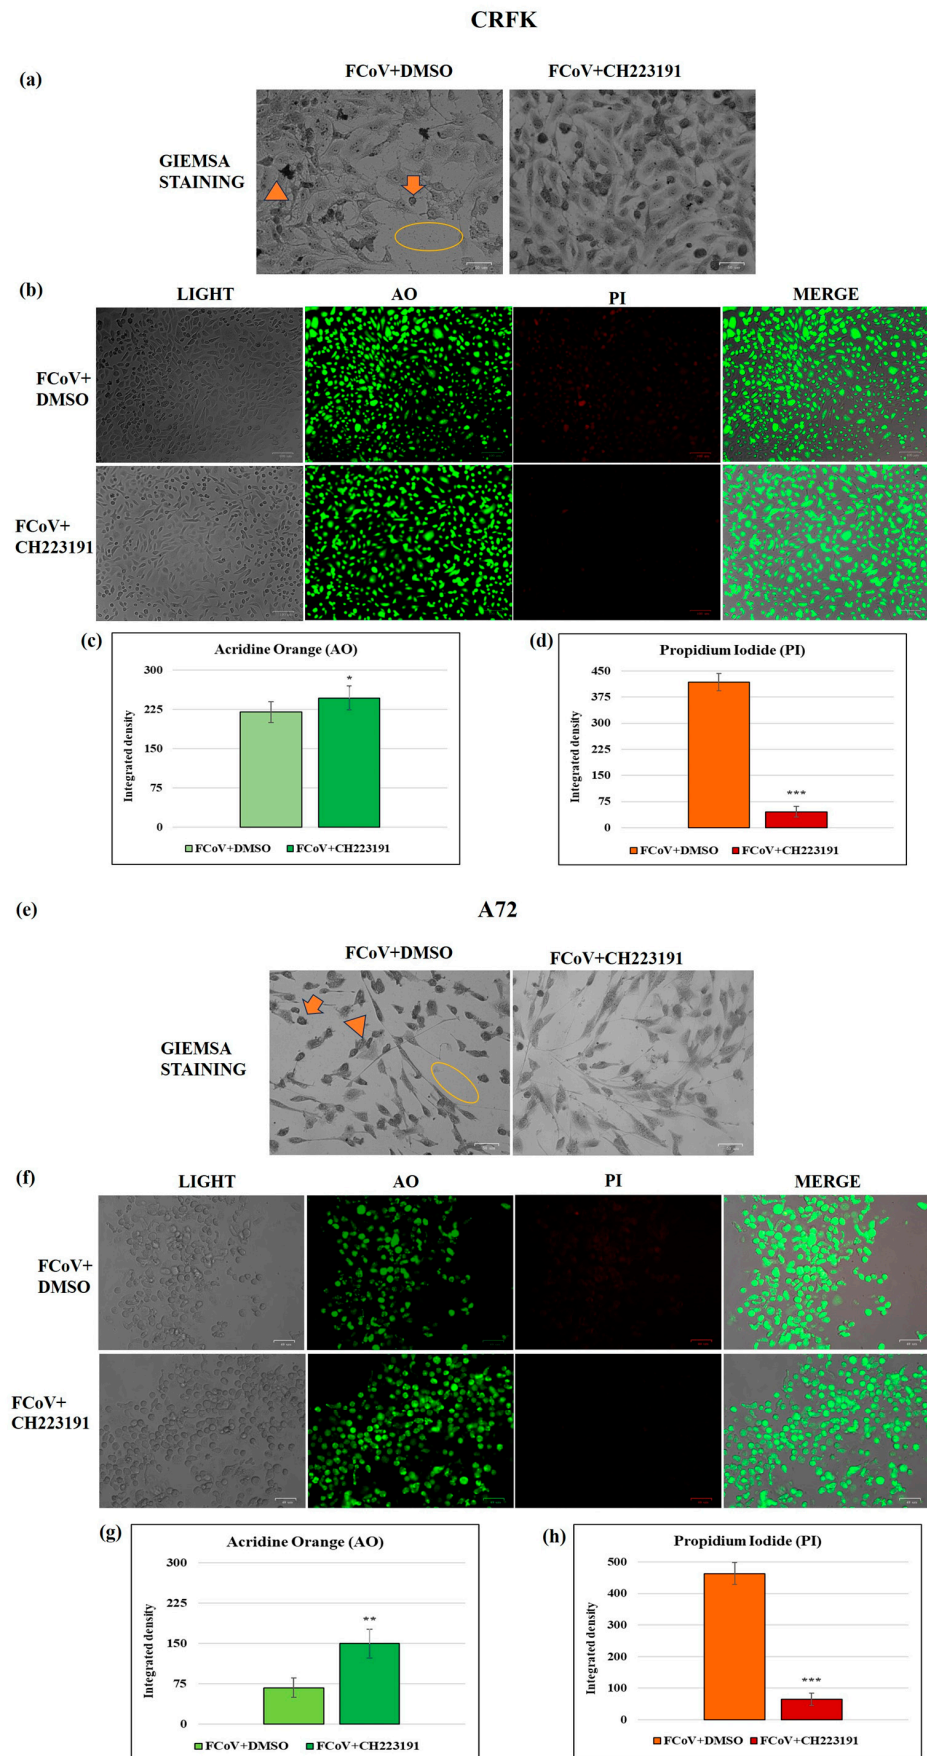 CRFK
(a)
FCoV+DMSO
FCoV+CH223191
GIEMSA
STAINING
(b)
LIGHT
AO
PI
MERGE
FCoV+
DMSO
FCoV+
CH223191
(c)
Acridine Orange (AO)
Integrated density
300
225
150
75
0
*
FCoV+DMSO
FCoV+CH223191
(d)
Propidium Iodide (PI)
Integrated density
450
375
300
225
150
75
0
***
FCoV+DMSO
FCoV+CH223191
(e)
A72
FCoV+DMSO
FCoV+CH223191
GIEMSA
STAINING
(f)
LIGHT
AO
PI
MERGE
FCoV+
DMSO
FCoV+
CH223191
(g)
Acridine Orange (AO)
Integrated density
300
225
150
75
0
**
FCoV+DMSO
FCoV+CH223191
(h)
Propidium Iodide (PI)
Integrated density
500
400
300
200
100
0
***
FCoV+DMSO
FCoV+CH223191